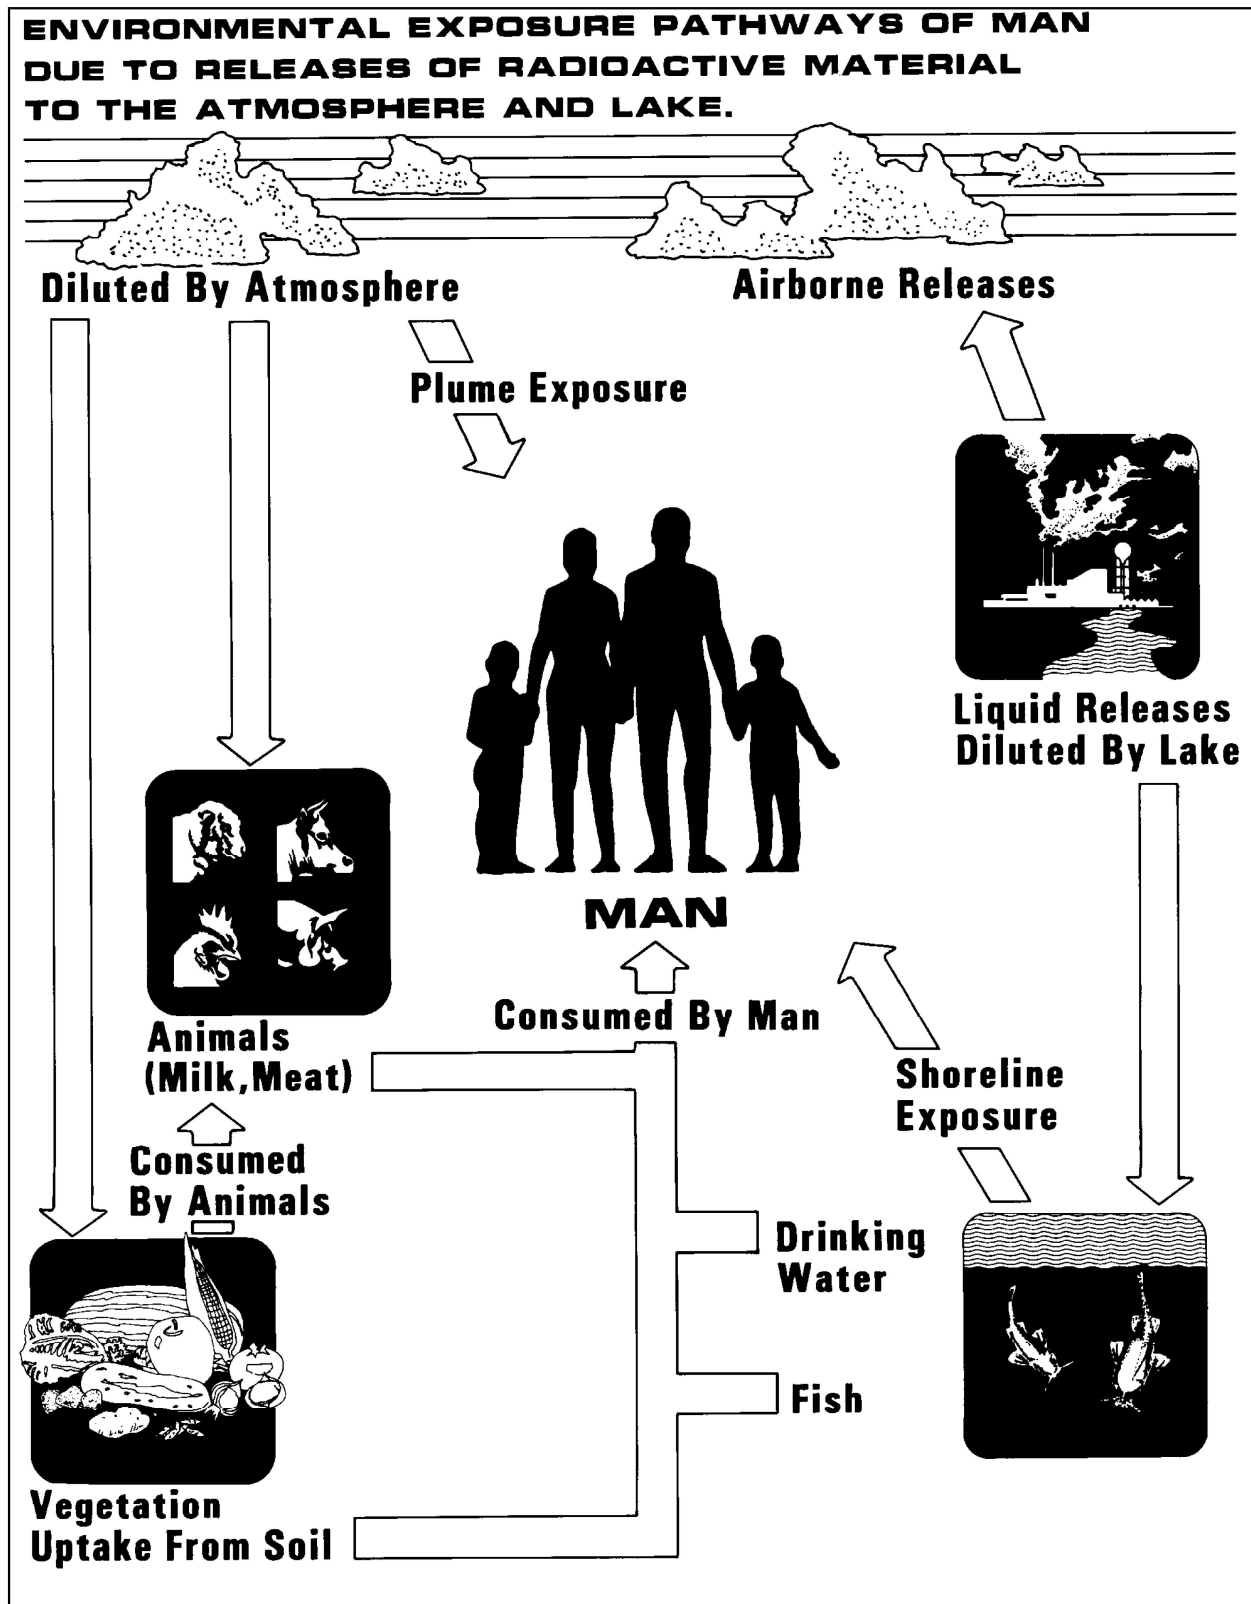 ENVIRONMENTAL EXPOSURE PATHWAYS OF MAN
DUE TO RELEASES OF RADIOACTIVE MATERIAL
TO THE ATMOSPHERE AND LAKE.
Diluted By Atmosphere
Airborne Releases
Plume Exposure
Liquid Releases
Diluted By Lake
MAN
Consumed By Man
Animals
(Milk,Meat)
Shoreline
Exposure
Consumed
By Animals
Drinking
Water
Fish
Vegetation
Uptake From Soil